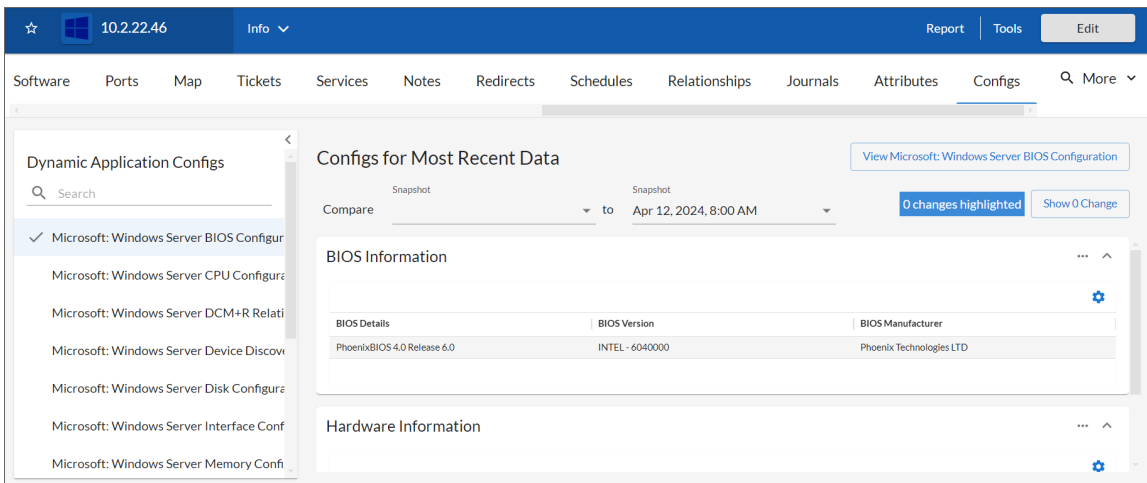 10.2.22.46
Info
Report
Tools
Edit
Software Ports Map Tickets Services Notes Redirects Schedules Relationships Journals Attributes Configs More
Dynamic Application Configs
Search
Microsoft: Windows Server BIOS Configur
Microsoft: Windows Server CPU Configura
Microsoft: Windows Server DCM+R Relati
Microsoft: Windows Server Device Discov
Microsoft: Windows Server Disk Configura
Microsoft: Windows Server Interface Conf
Microsoft: Windows Server Memory Confi
Configs for Most Recent Data
View Microsoft: Windows Server BIOS Configuration
Snapshot Snapshot
Compare to Apr 12, 2024, 8:00 AM
0 changes highlighted
Show 0 Change
BIOS Information
BIOS Details BIOS Version BIOS Manufacturer
PhoenixBIOS 4.0 Release 6.0 INTEL - 6040000 Phoenix Technologies LTD
Hardware Information